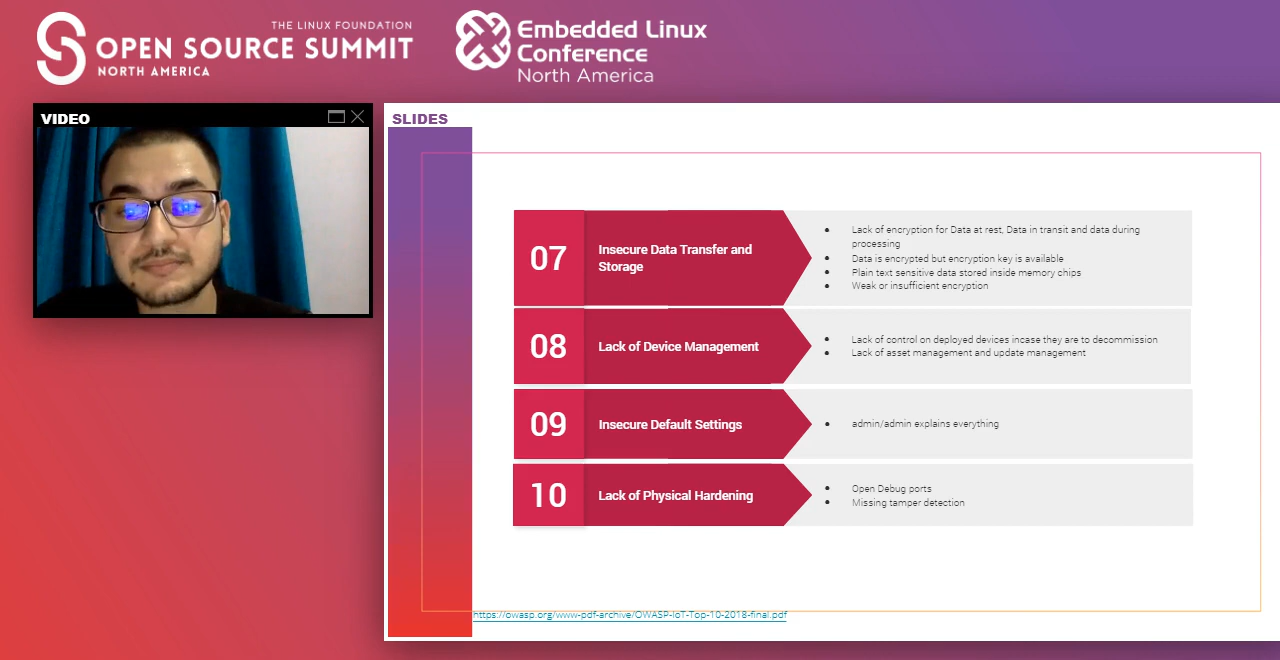 THE LINUX FOUNDATION
OPEN SOURCE SUMMIT
NORTH AMERICA
Embedded Linux
Conference
North America
VIDEO
SLIDES
07
Insecure Data Transfer and
Storage
Lack of encryption for Data at rest, Data in transit and data during
processing
Data is encrypted but encryption key is available
Plain text sensitive data stored inside memory chips
Weak or insufficient encryption
08
Lack of Device Management
Lack of control on deployed devices incase they are to decommission
Lack of asset management and update management
09
Insecure Default Settings
admin/admin explains everything
10
Lack of Physical Hardening
Open Debug ports
Missing tamper detection
https://owasp.org/www-pdf-archive/OWASP-IoT-Top-10-2018-final.pdf